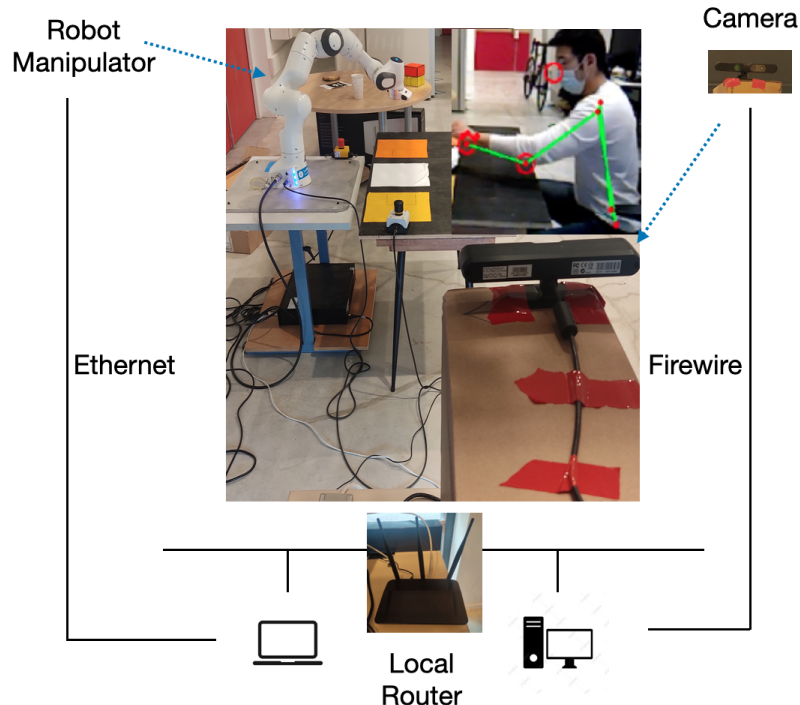 Robot
Manipulator
Camera
Ethernet
Firewire
Local
Router